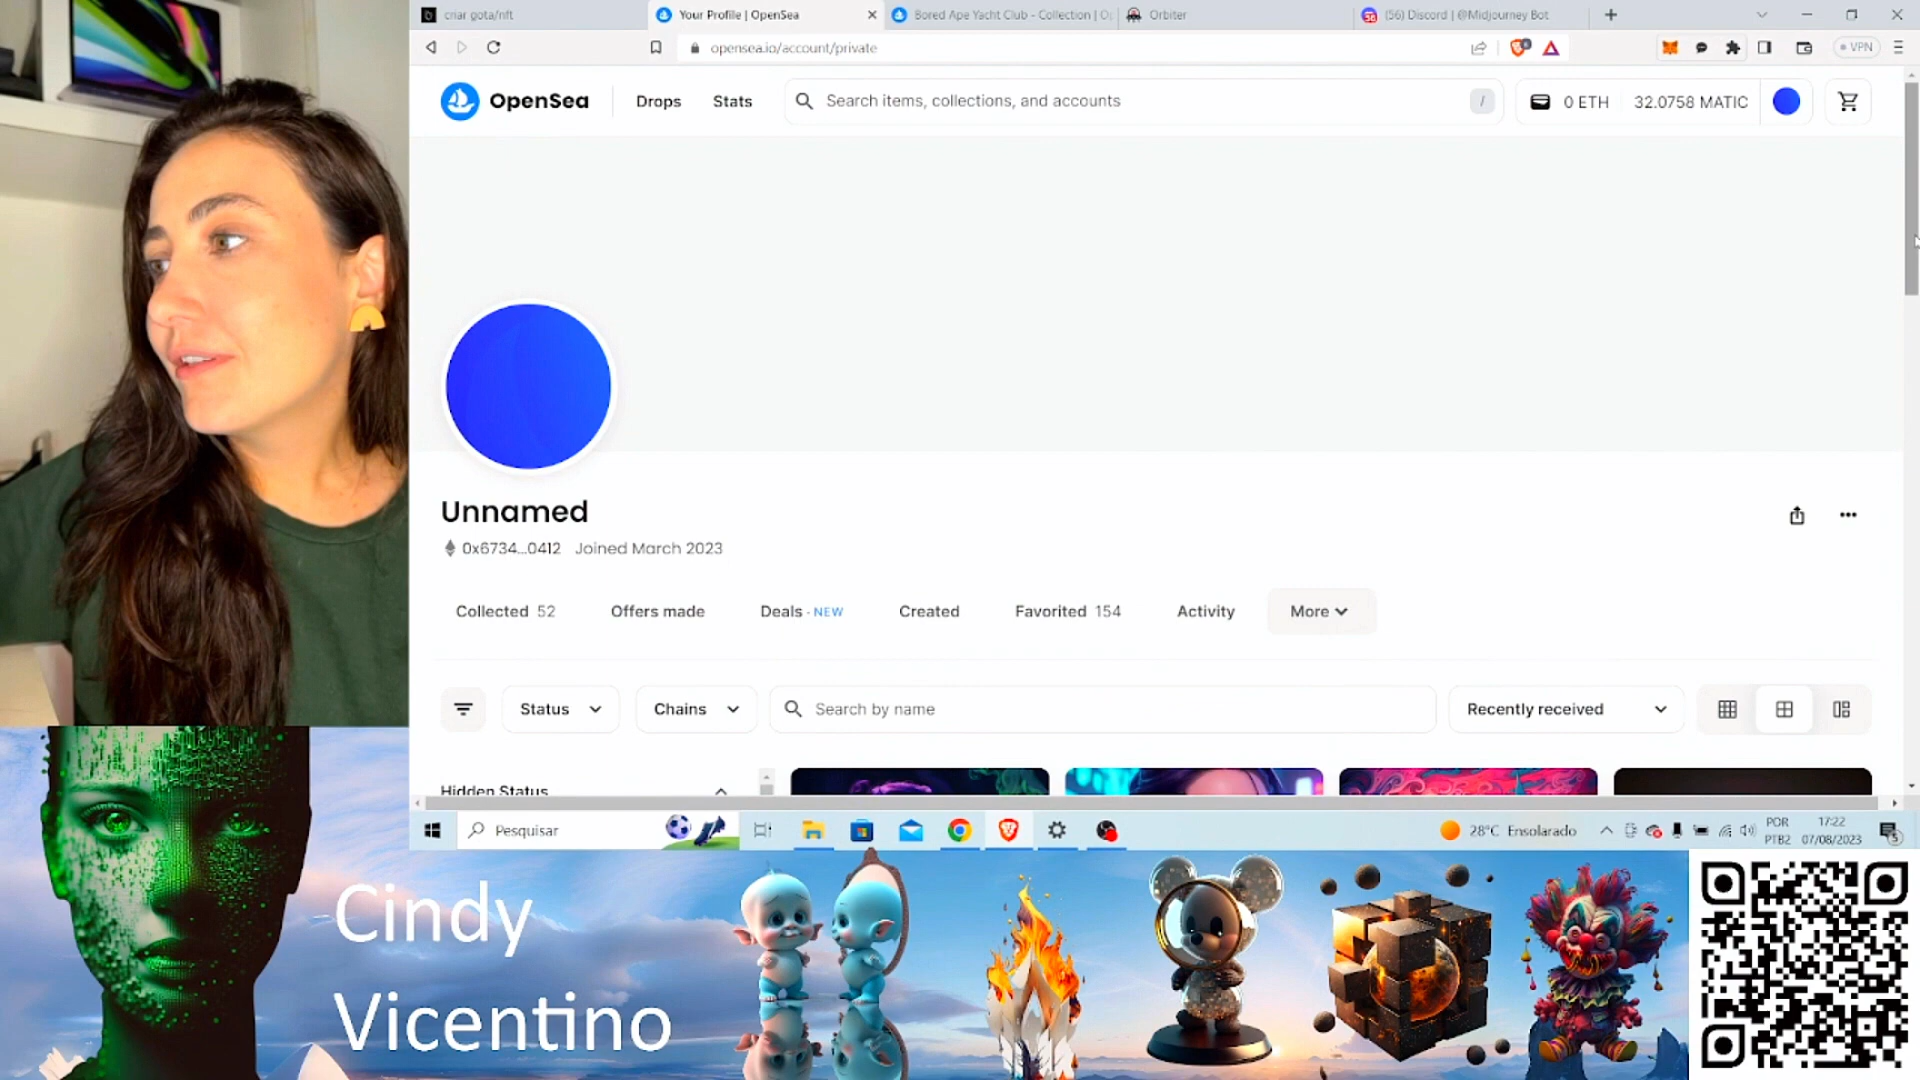 criar gota/nft
Your Profile | OpenSea
Bored Ape Yacht Club - Collection | O
Orbiter
(56) Discord | @Midjourney Bot
opensea.io/account/private
VPN
OpenSea
Drops
Stats
Search items, collections, and accounts
/
0 ETH
32.0758 MATIC
Unnamed
0x6734...0412 Joined March 2023
Collected 52
Offers made
Deals · NEW
Created
Favorited 154
Activity
More
Status
Chains
Search by name
Recently received
Hidden Status
Pesquisar
28°C Ensolarado
POR
PTB2
17:22
07/08/2023
5
Cindy
Vicentino